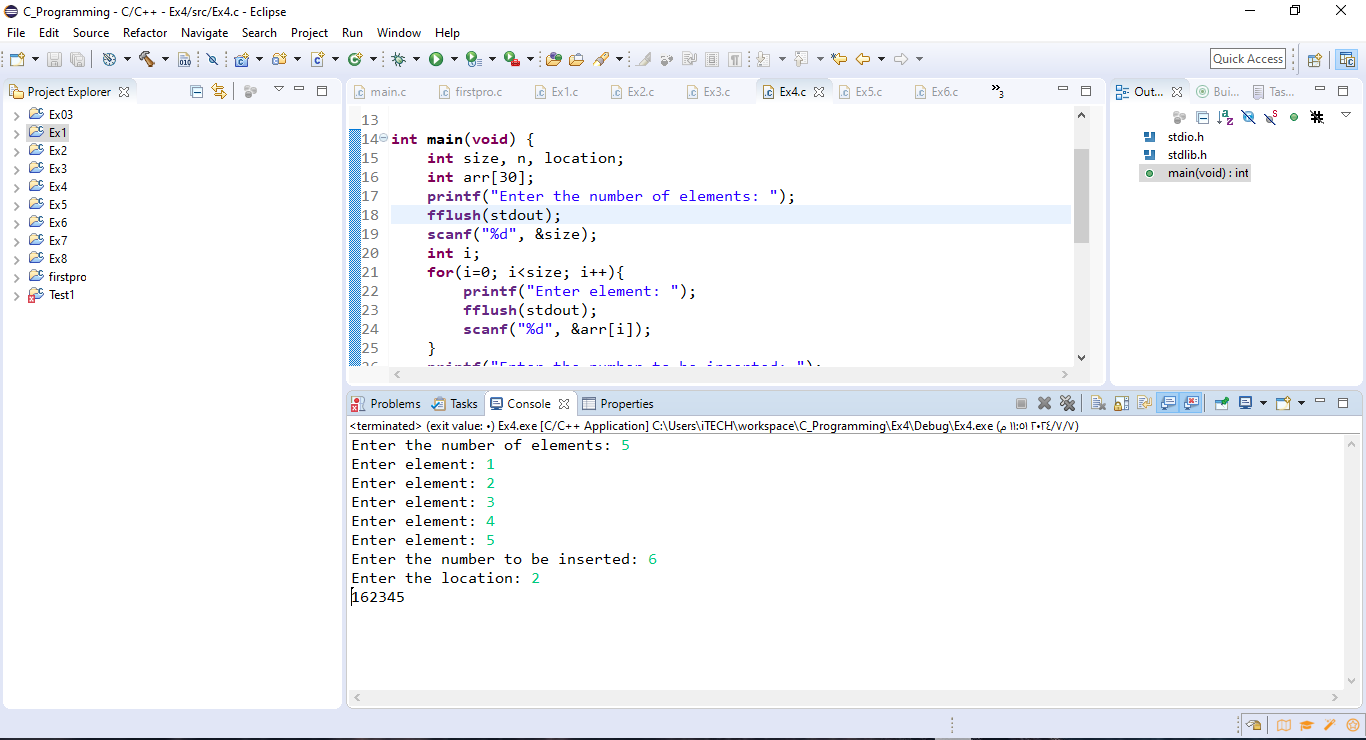 C_Programming - C/C++ - Ex4/src/Ex4.c - Eclipse
File Edit Source Refactor Navigate Search Project Run Window Help
Quick Access
Project Explorer
Ex03
Ex1
Ex2
Ex3
Ex4
Ex5
Ex6
Ex7
Ex8
firstpro
Test1
main.c firstpro.c Ex1.c Ex2.c Ex3.c Ex4.c Ex5.c Ex6.c »3
13
14 int main(void) {
15 int size, n, location;
16 int arr[30];
17 printf("Enter the number of elements: ");
18 fflush(stdout);
19 scanf("%d", &size);
20 int i;
21 for(i=0; i<size; i++){
22 printf("Enter element: ");
23 fflush(stdout);
24 scanf("%d", &arr[i]);
25 }
26 printf("Enter the number to be inserted: ");
Out... Bui... Tas...
stdio.h
stdlib.h
main(void) : int
Problems Tasks Console Properties
<terminated> (exit value: ٠) Ex4.exe [C/C++ Application] C:\Users\iTECH\workspace\C_Programming\Ex4\Debug\Ex4.exe (٢٠٢٤/٧/٧ ١١:٥١ م)
Enter the number of elements: 5
Enter element: 1
Enter element: 2
Enter element: 3
Enter element: 4
Enter element: 5
Enter the number to be inserted: 6
Enter the location: 2
162345